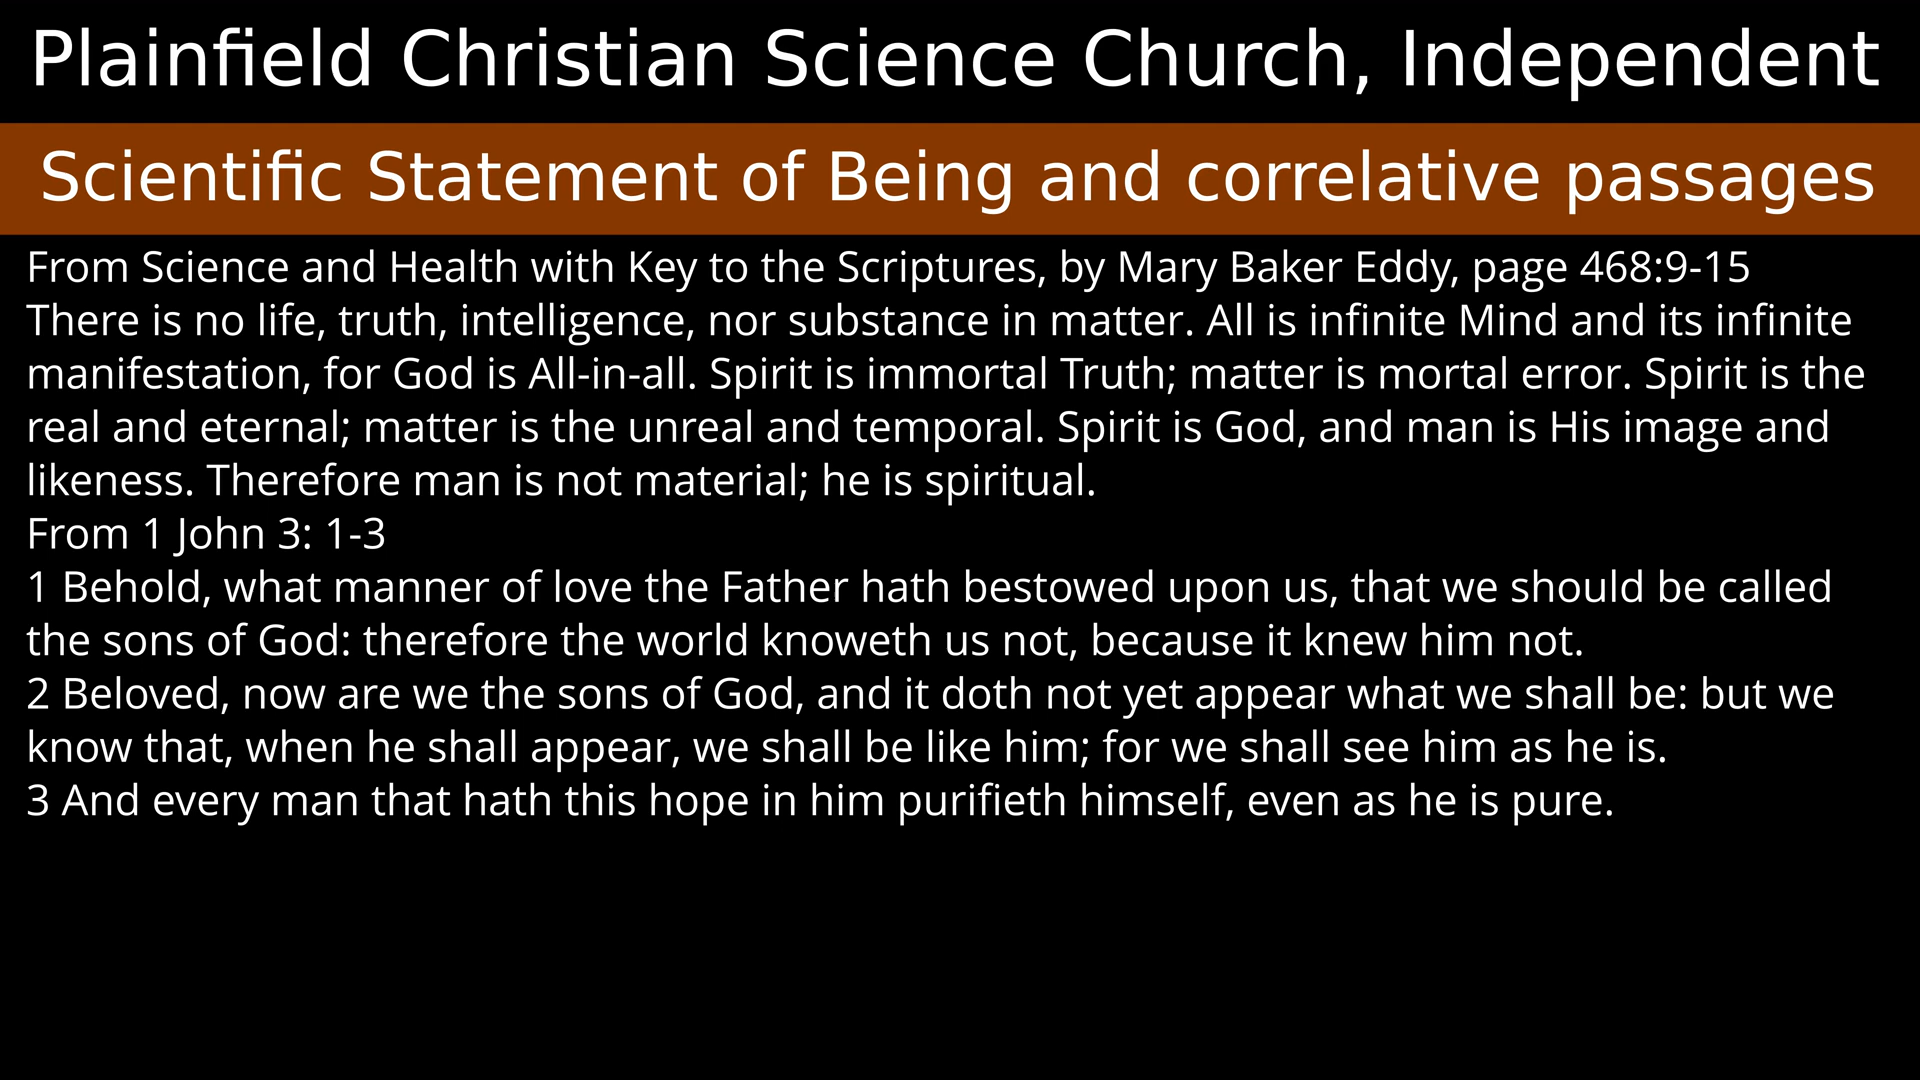 Plainfield Christian Science Church, Independent
Scientific Statement of Being and correlative passages
From Science and Health with Key to the Scriptures, by Mary Baker Eddy, page 468:9-15
There is no life, truth, intelligence, nor substance in matter. All is infinite Mind and its infinite
manifestation, for God is All-in-all. Spirit is immortal Truth; matter is mortal error. Spirit is the
real and eternal; matter is the unreal and temporal. Spirit is God, and man is His image and
likeness. Therefore man is not material; he is spiritual.
From 1 John 3: 1-3
1 Behold, what manner of love the Father hath bestowed upon us, that we should be called
the sons of God: therefore the world knoweth us not, because it knew him not.
2 Beloved, now are we the sons of God, and it doth not yet appear what we shall be: but we
know that, when he shall appear, we shall be like him; for we shall see him as he is.
3 And every man that hath this hope in him purifieth himself, even as he is pure.